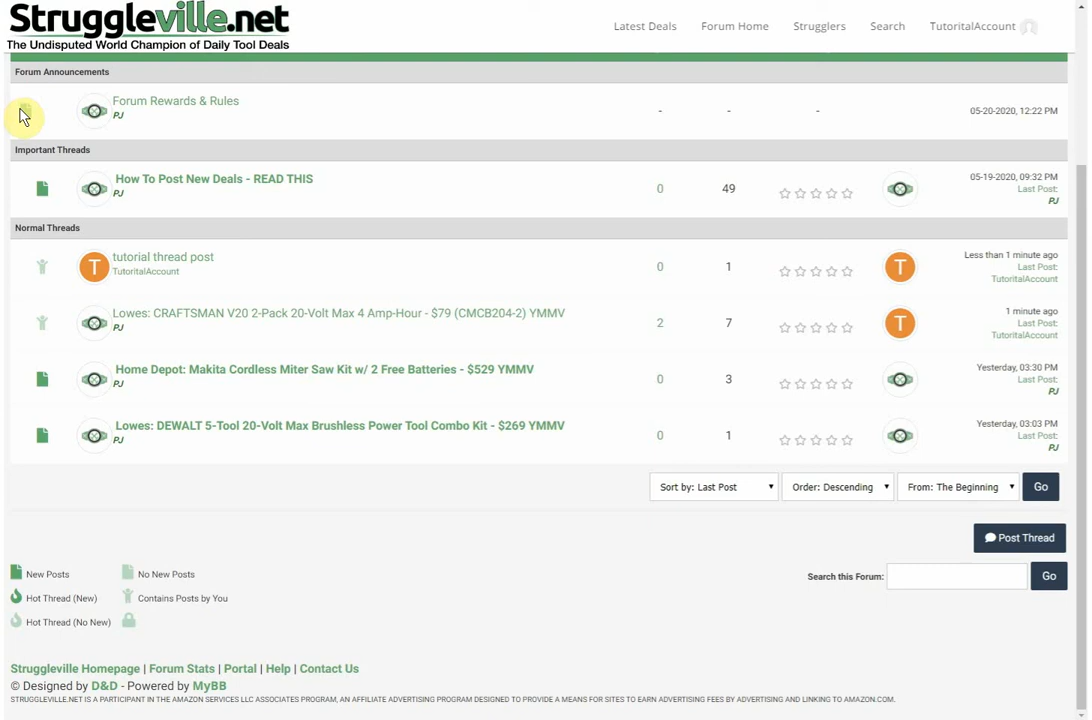 Struggleville.net
The Undisputed World Champion of Daily Tool Deals
Latest Deals Forum Home Strugglers Search TutoritalAccount
Forum Announcements
Forum Rewards & Rules
PJ
- - - 05-20-2020, 12:22 PM
Important Threads
How To Post New Deals - READ THIS
PJ
0 49
05-19-2020, 09:32 PM
Last Post:
PJ
Normal Threads
T tutorial thread post
TutoritalAccount
0 1 T
Less than 1 minute ago
Last Post:
TutoritalAccount
Lowes: CRAFTSMAN V20 2-Pack 20-Volt Max 4 Amp-Hour - $79 (CMCB204-2) YMMV
PJ
2 7 T
1 minute ago
Last Post:
TutoritalAccount
Home Depot: Makita Cordless Miter Saw Kit w/ 2 Free Batteries - $529 YMMV
PJ
0 3
Yesterday, 03:30 PM
Last Post:
PJ
Lowes: DEWALT 5-Tool 20-Volt Max Brushless Power Tool Combo Kit - $269 YMMV
PJ
0 1
Yesterday, 03:03 PM
Last Post:
PJ
Sort by: Last Post Order: Descending From: The Beginning Go
Post Thread
New Posts No New Posts
Search this Forum: Go
Hot Thread (New) Contains Posts by You
Hot Thread (No New)
Struggleville Homepage | Forum Stats | Portal | Help | Contact Us
© Designed by D&D - Powered by MyBB
STRUGGLEVILLE.NET IS A PARTICIPANT IN THE AMAZON SERVICES LLC ASSOCIATES PROGRAM, AN AFFILIATE ADVERTISING PROGRAM DESIGNED TO PROVIDE A MEANS FOR SITES TO EARN ADVERTISING FEES BY ADVERTISING AND LINKING TO AMAZON.COM.